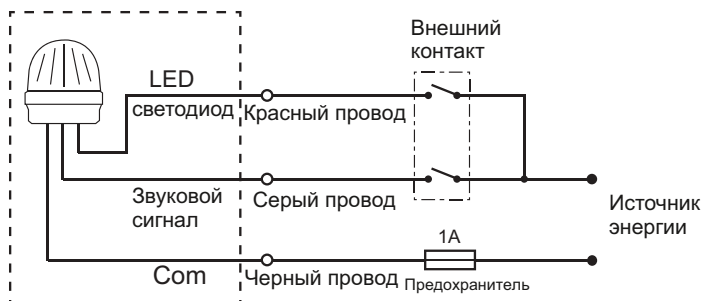 Внешний
контакт
LED
светодиод
Красный провод
Звуковой
сигнал
Серый провод
Источник
энергии
1A
Com
Черный провод
Предохранитель